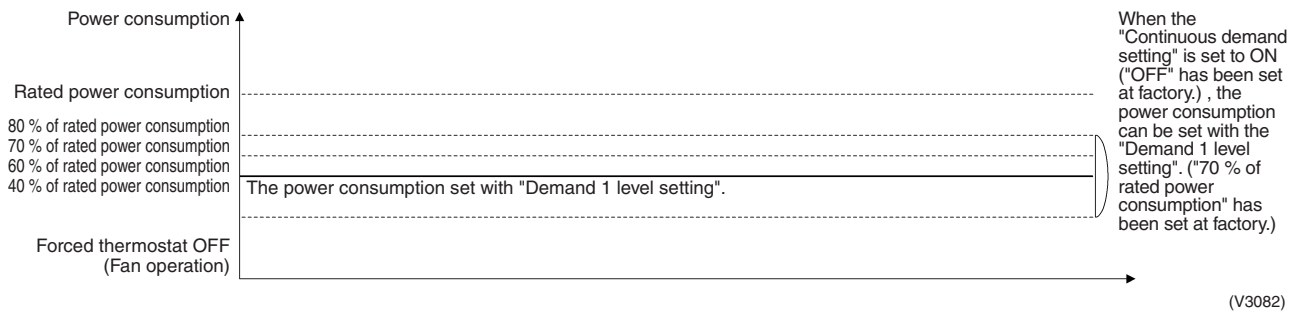 Power consumption
Rated power consumption
80 % of rated power consumption
70 % of rated power consumption
60 % of rated power consumption
40 % of rated power consumption
The power consumption set with "Demand 1 level setting".
Forced thermostat OFF
(Fan operation)
When the
"Continuous demand
setting" is set to ON
("OFF" has been set
at factory.) , the
power consumption
can be set with the
"Demand 1 level
setting". ("70 % of
rated power
consumption" has
been set at factory.)
(V3082)